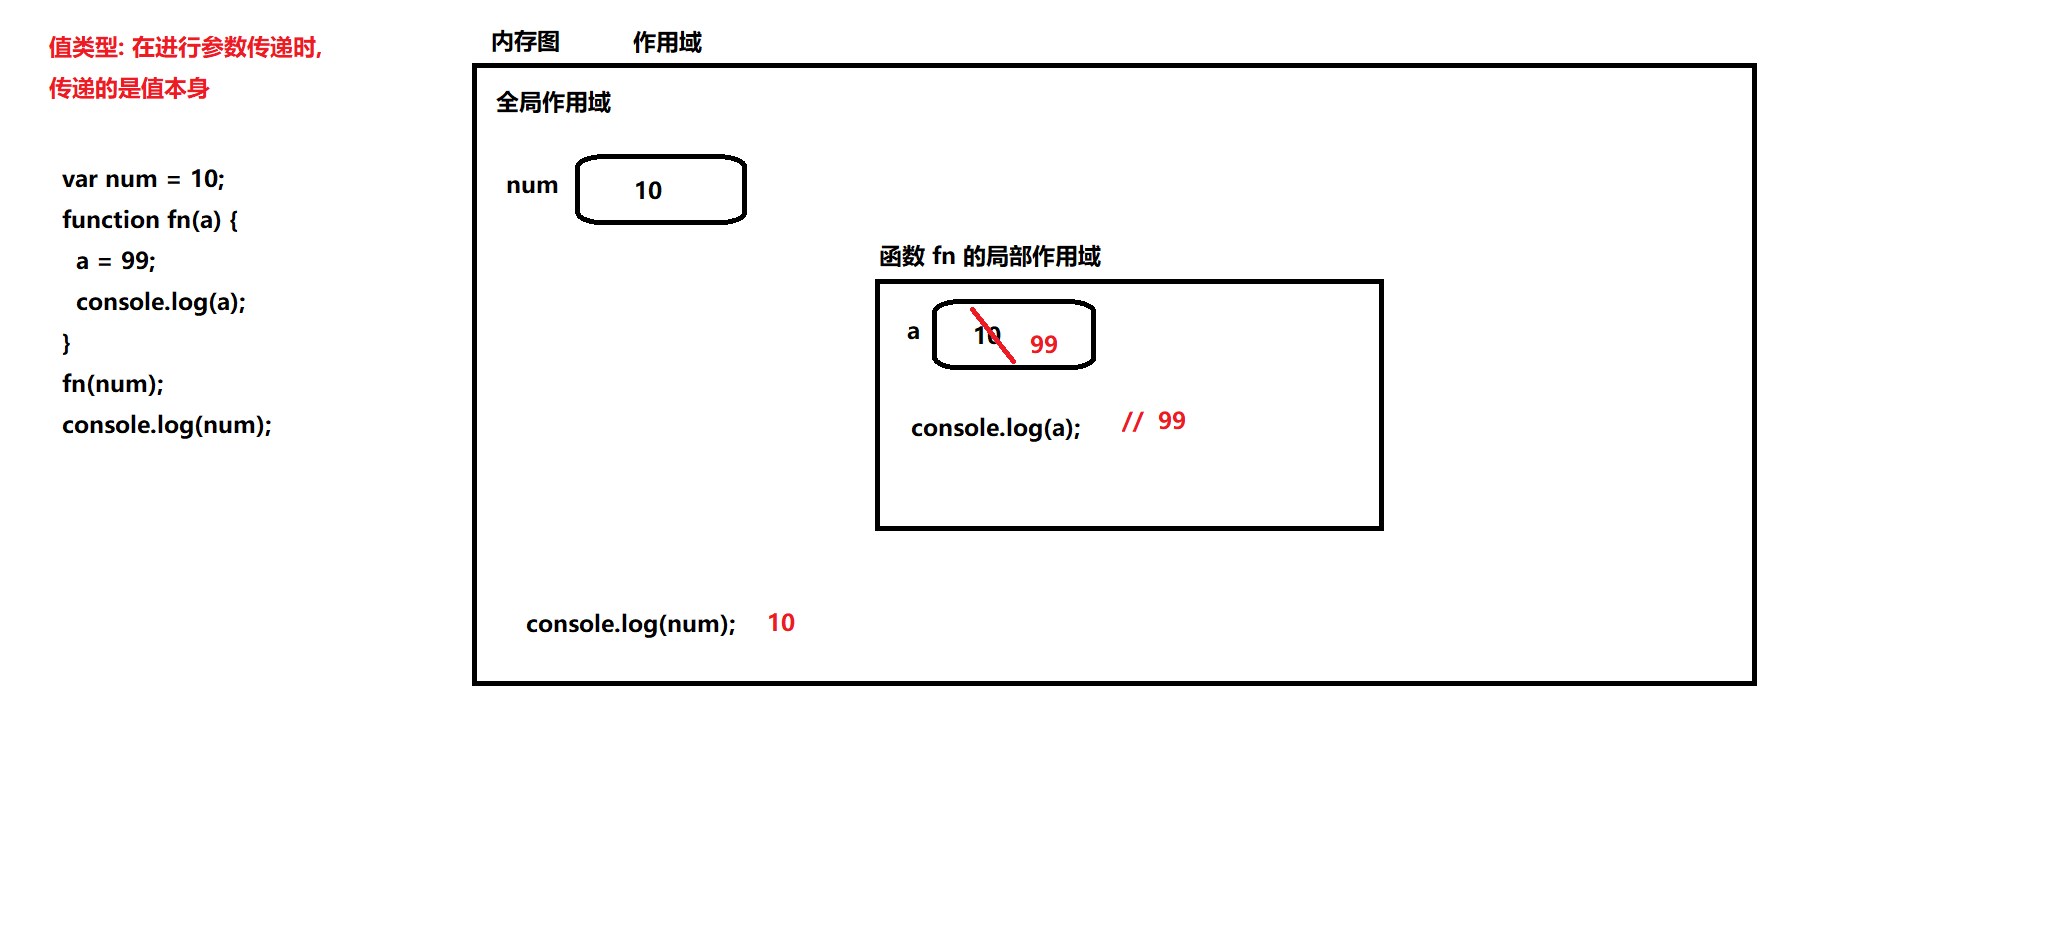 值类型: 在进行参数传递时,
传递的是值本身
var num = 10;
function fn(a) {
a = 99;
console.log(a);
}
fn(num);
console.log(num);
内存图 作用域
全局作用域
num 10
函数 fn 的局部作用域
a 10 99
console.log(a); // 99
console.log(num); 10